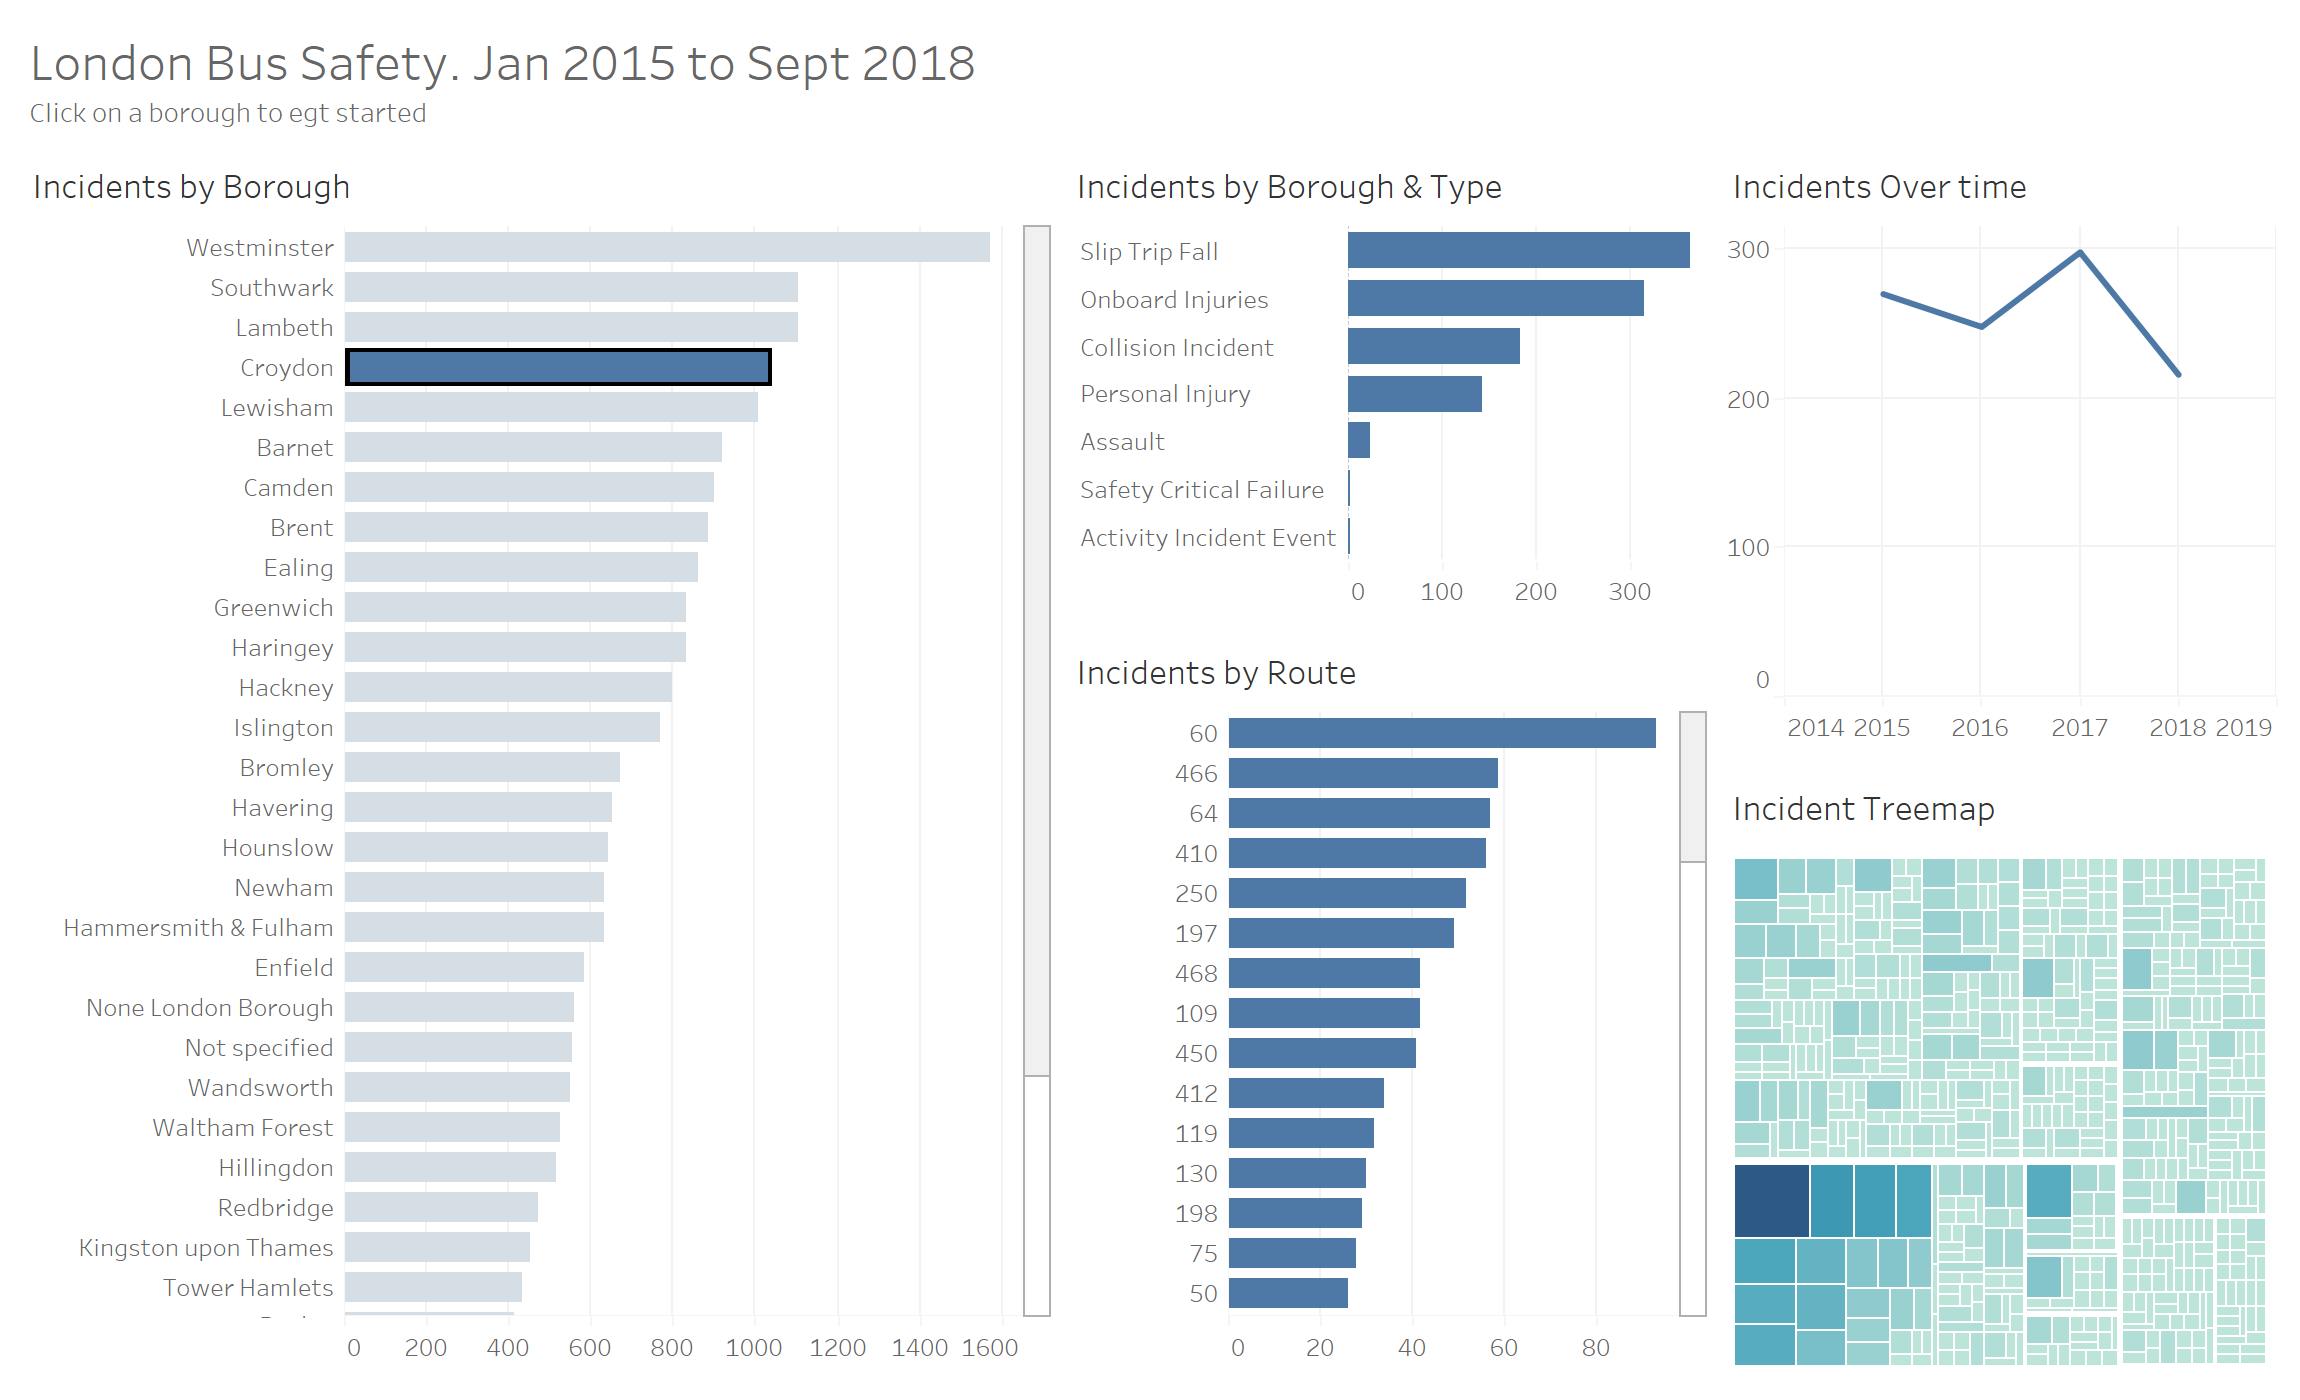 London Bus Safety. Jan 2015 to Sept 2018
Click on a borough to egt started
Incidents by Borough
Westminster
Southwark
Lambeth
Croydon
Lewisham
Barnet
Camden
Brent
Ealing
Greenwich
Haringey
Hackney
Islington
Bromley
Havering
Hounslow
Newham
Hammersmith & Fulham
Enfield
None London Borough
Not specified
Wandsworth
Waltham Forest
Hillingdon
Redbridge
Kingston upon Thames
Tower Hamlets
0 200 400 600 800 1000 1200 1400 1600
Incidents by Borough & Type
Slip Trip Fall
Onboard Injuries
Collision Incident
Personal Injury
Assault
Safety Critical Failure
Activity Incident Event
0 100 200 300
Incidents by Route
60
466
64
410
250
197
468
109
450
412
119
130
198
75
50
0 20 40 60 80
Incidents Over time
300
200
100
0
2014 2015 2016 2017 2018 2019
Incident Treemap